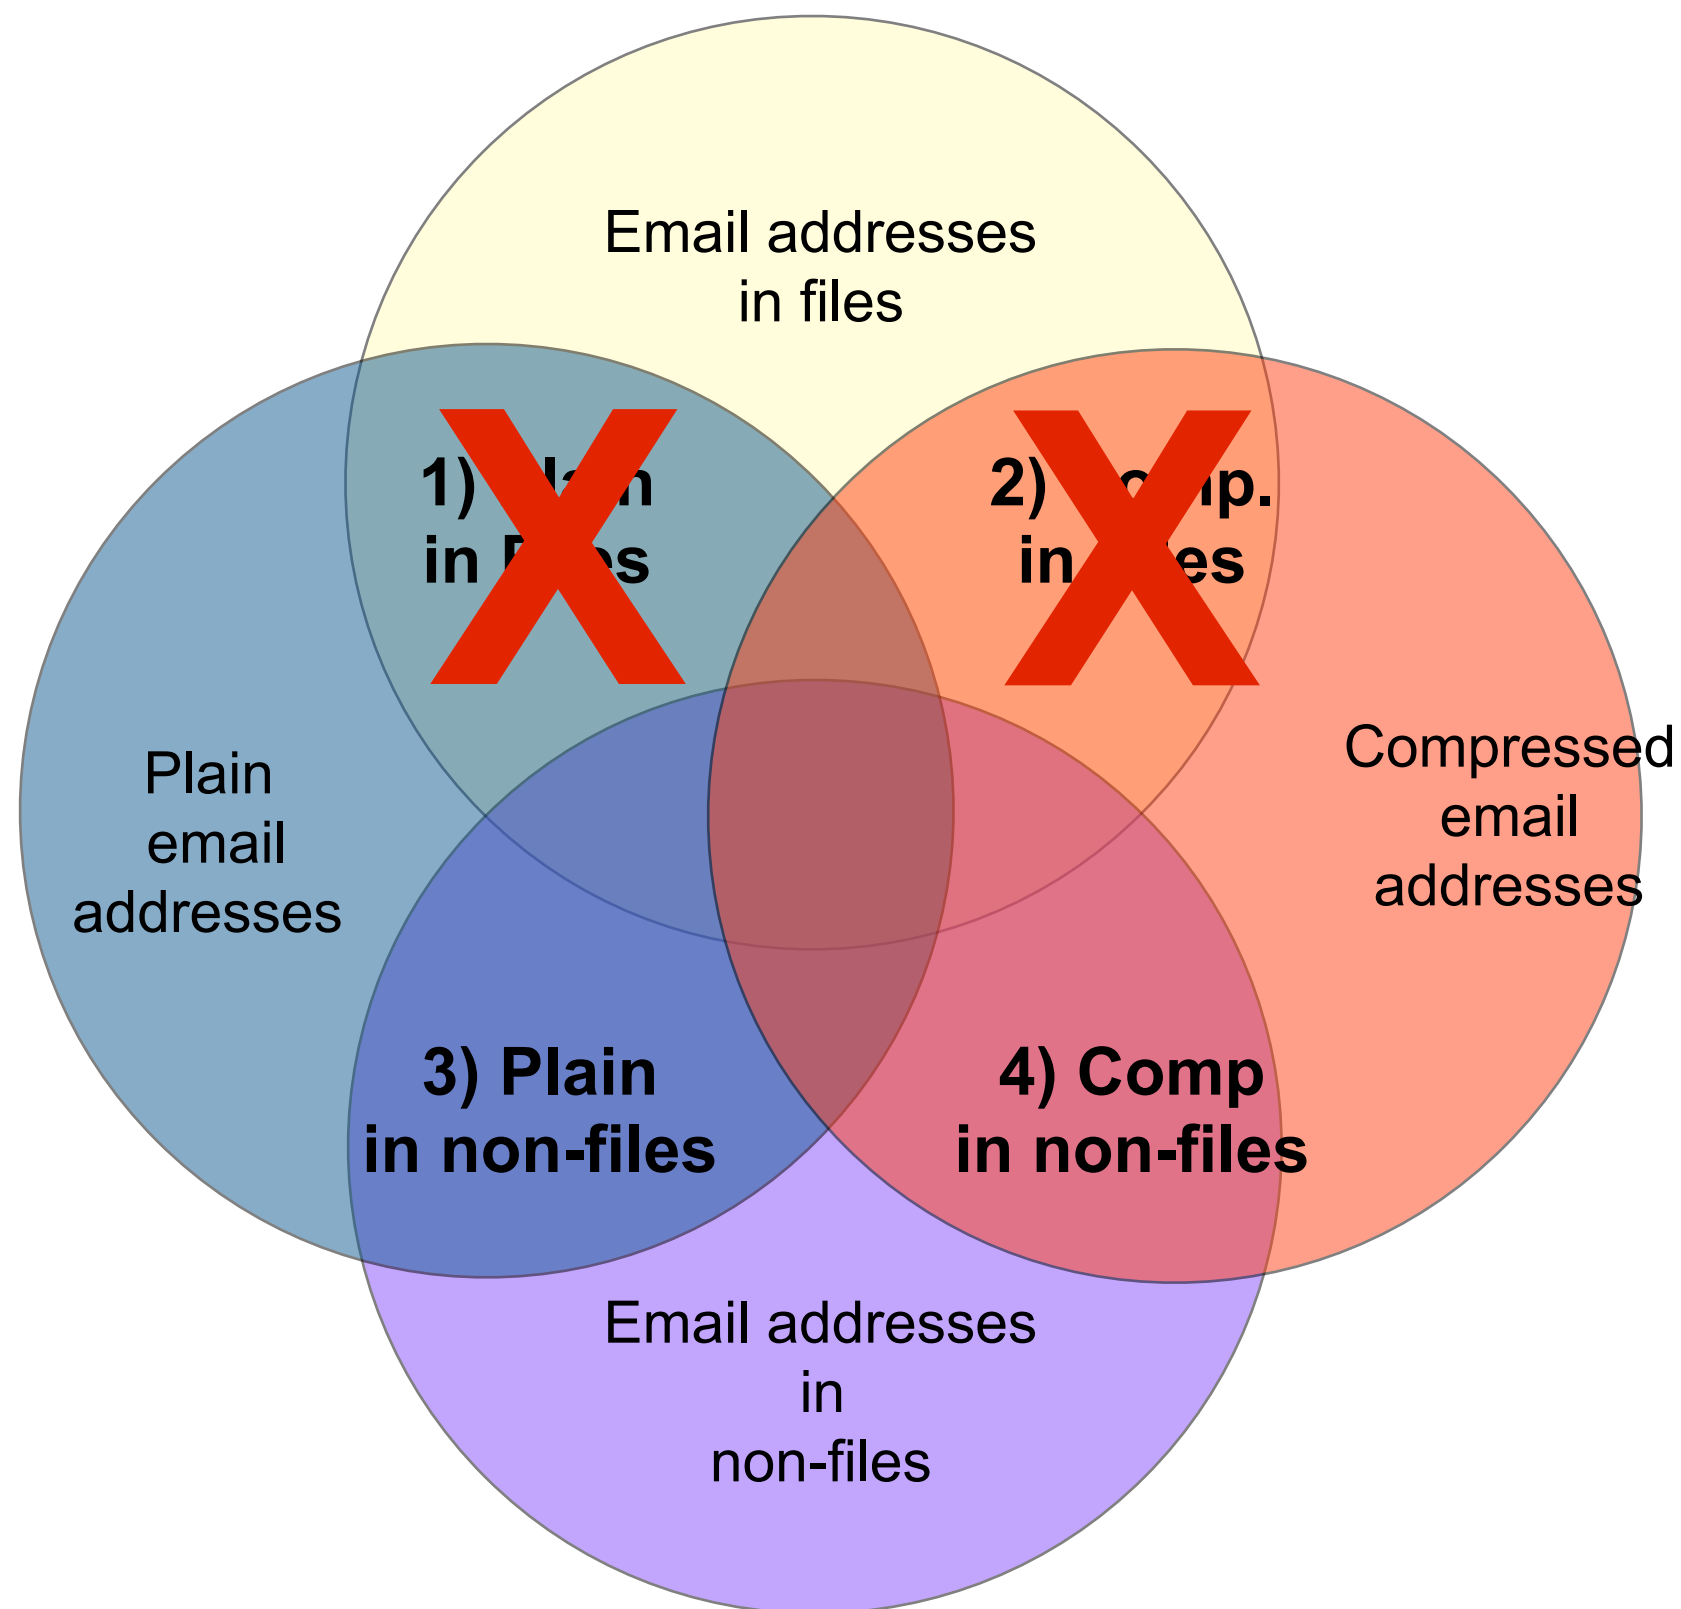 Email addresses
in files
1)
in
2)
in
Plain
email
addresses
Compressed
email
addresses
3) Plain
in non-files
4) Comp
in non-files
Email addresses
in
non-files